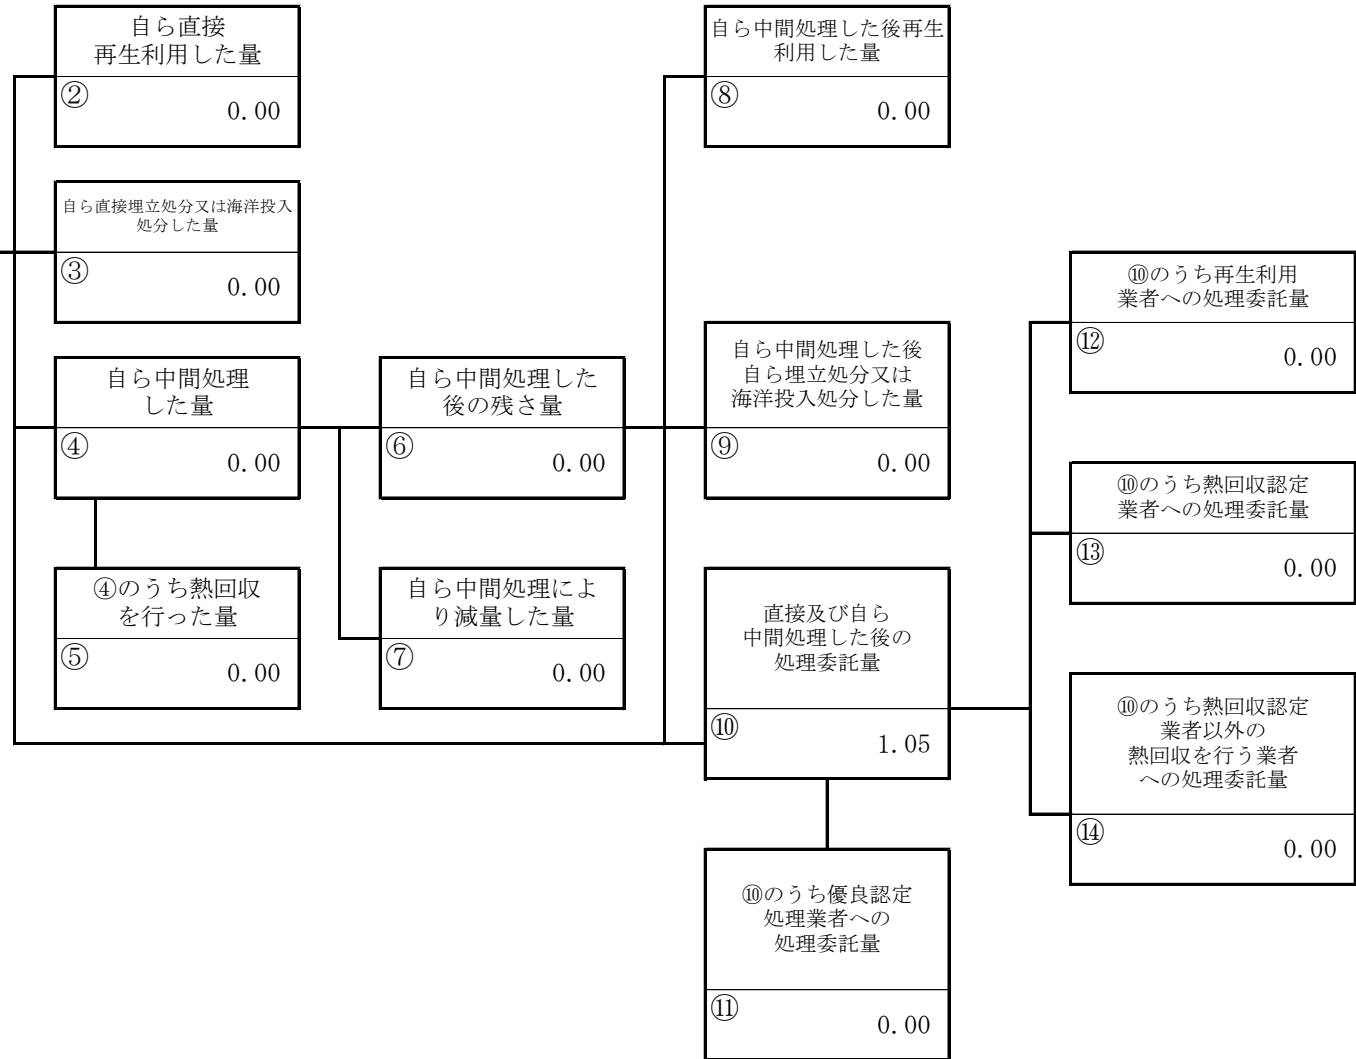 自ら直接
再生利用した量
②
0.00
自ら直接埋立処分又は海洋投入
処分した量
③
0.00
自ら中間処理
した量
④
0.00
④のうち熱回収
を行った量
⑤
0.00
自ら中間処理した
後の残さ量
⑥
0.00
自ら中間処理によ
り減量した量
⑦
0.00
自ら中間処理した後再生
利用した量
⑧
0.00
自ら中間処理した後
自ら埋立処分又は
海洋投入処分した量
⑨
0.00
直接及び自ら
中間処理した後の
処理委託量
⑩
1.05
⑩のうち優良認定
処理業者への
処理委託量
⑪
0.00
⑩のうち再生利用
業者への処理委託量
⑫
0.00
⑩のうち熱回収認定
業者への処理委託量
⑬
0.00
⑩のうち熱回収認定
業者以外の
熱回収を行う業者
への処理委託量
⑭
0.00